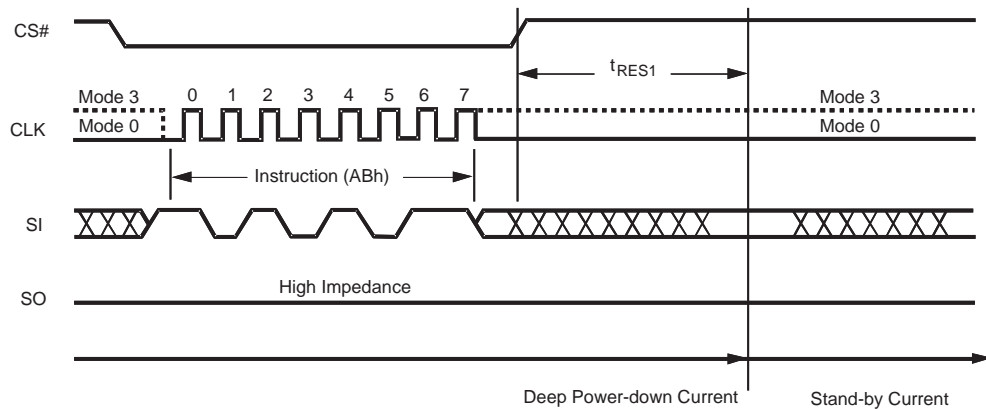 CS#
tRES1
Mode 3
0 1 2 3 4 5 6 7
Mode 3
CLK
Mode 0
Mode 0
Instruction (ABh)
SI
High Impedance
SO
Deep Power-down Current
Stand-by Current